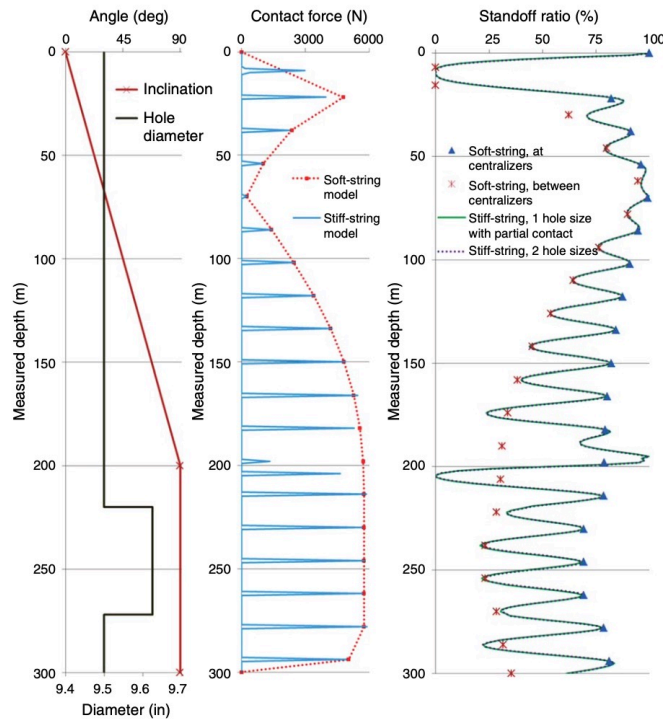 Angle (deg)
0 45 90
Contact force (N)
0 3000 6000
Standoff ratio (%)
0 25 50 75 100
Measured depth (m)
0
50
100
150
200
250
300
Inclination
Hole
diameter
9.4 9.5 9.6 9.7
Diameter (in)
Measured depth (m)
0
50
100
150
200
250
300
Soft-string
model
Stiff-string
model
Measured depth (m)
0
50
100
150
200
250
300
Soft-string, at
centralizers
Soft-string, between
centralizers
Stiff-string, 1 hole size
with partial contact
Stiff-string, 2 hole sizes